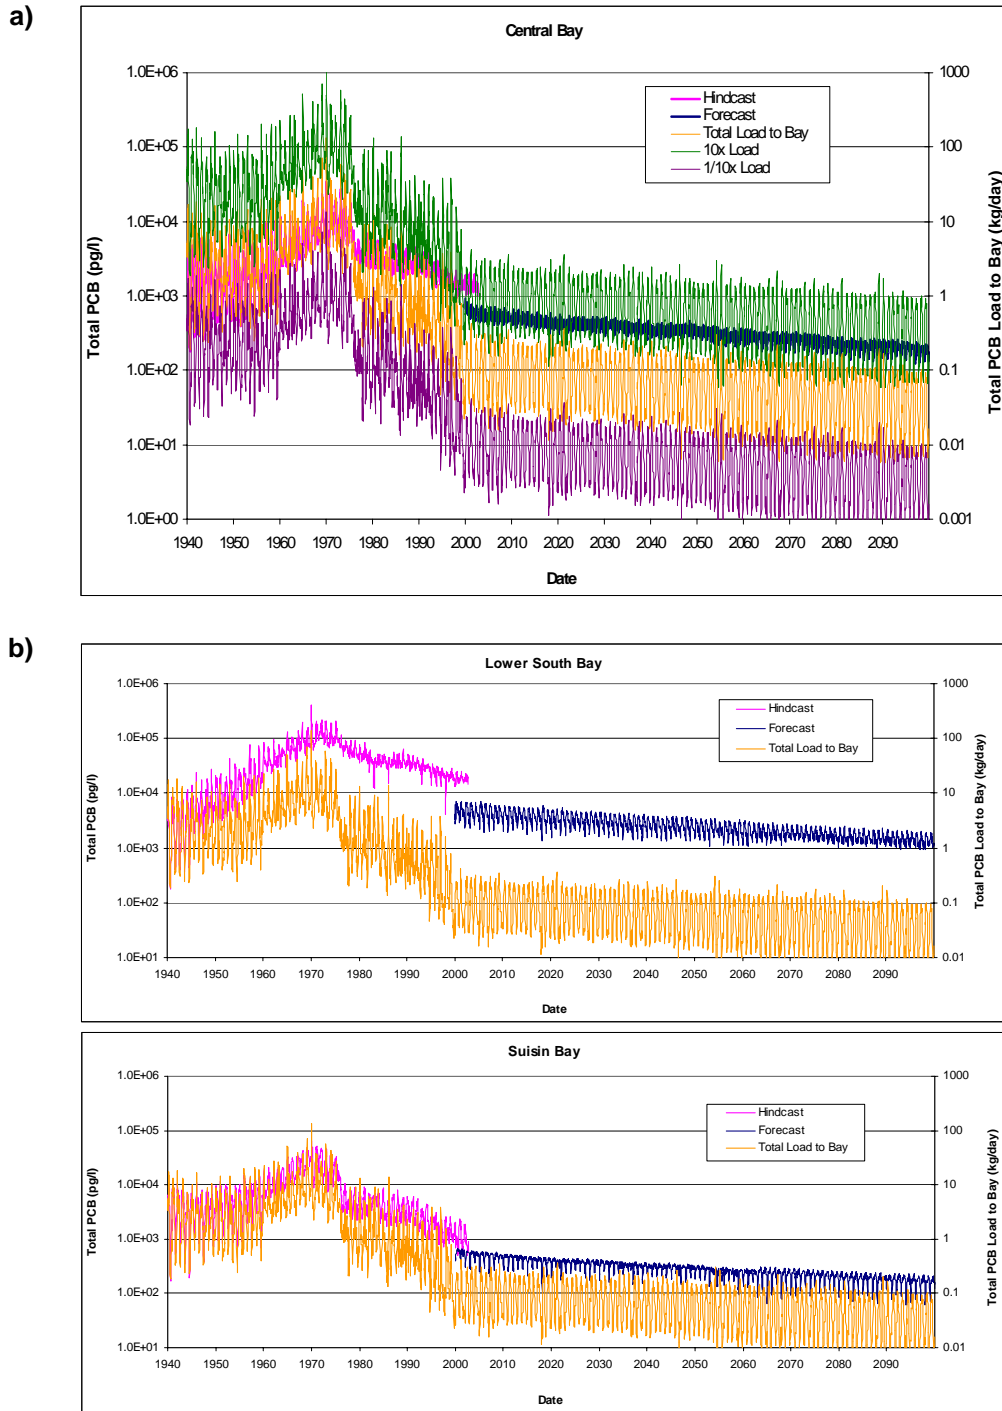 a)
Central Bay
Total PCB (pg/l)
1.0E+06
1.0E+05
1.0E+04
1.0E+03
1.0E+02
1.0E+01
1.0E+00
Hindcast
Forecast
Total Load to Bay
10x Load
1/10x Load
1000
100
10
1
0.1
0.01
0.001
Total PCB Load to Bay (kg/day)
1940 1950 1960 1970 1980 1990 2000 2010 2020 2030 2040 2050 2060 2070 2080 2090
Date
b)
Lower South Bay
Total PCB (pg/l)
1.0E+06
1.0E+05
1.0E+04
1.0E+03
1.0E+02
1.0E+01
Hindcast
Forecast
Total Load to Bay
1000
100
10
1
0.1
0.01
Total PCB Load to Bay (kg/day)
1940 1950 1960 1970 1980 1990 2000 2010 2020 2030 2040 2050 2060 2070 2080 2090
Date
Suisin Bay
Total PCB (pg/l)
1.0E+06
1.0E+05
1.0E+04
1.0E+03
1.0E+02
1.0E+01
Hindcast
Forecast
Total Load to Bay
1000
100
10
1
0.1
0.01
Total PCB Load to Bay (kg/day)
1940 1950 1960 1970 1980 1990 2000 2010 2020 2030 2040 2050 2060 2070 2080 2090
Date